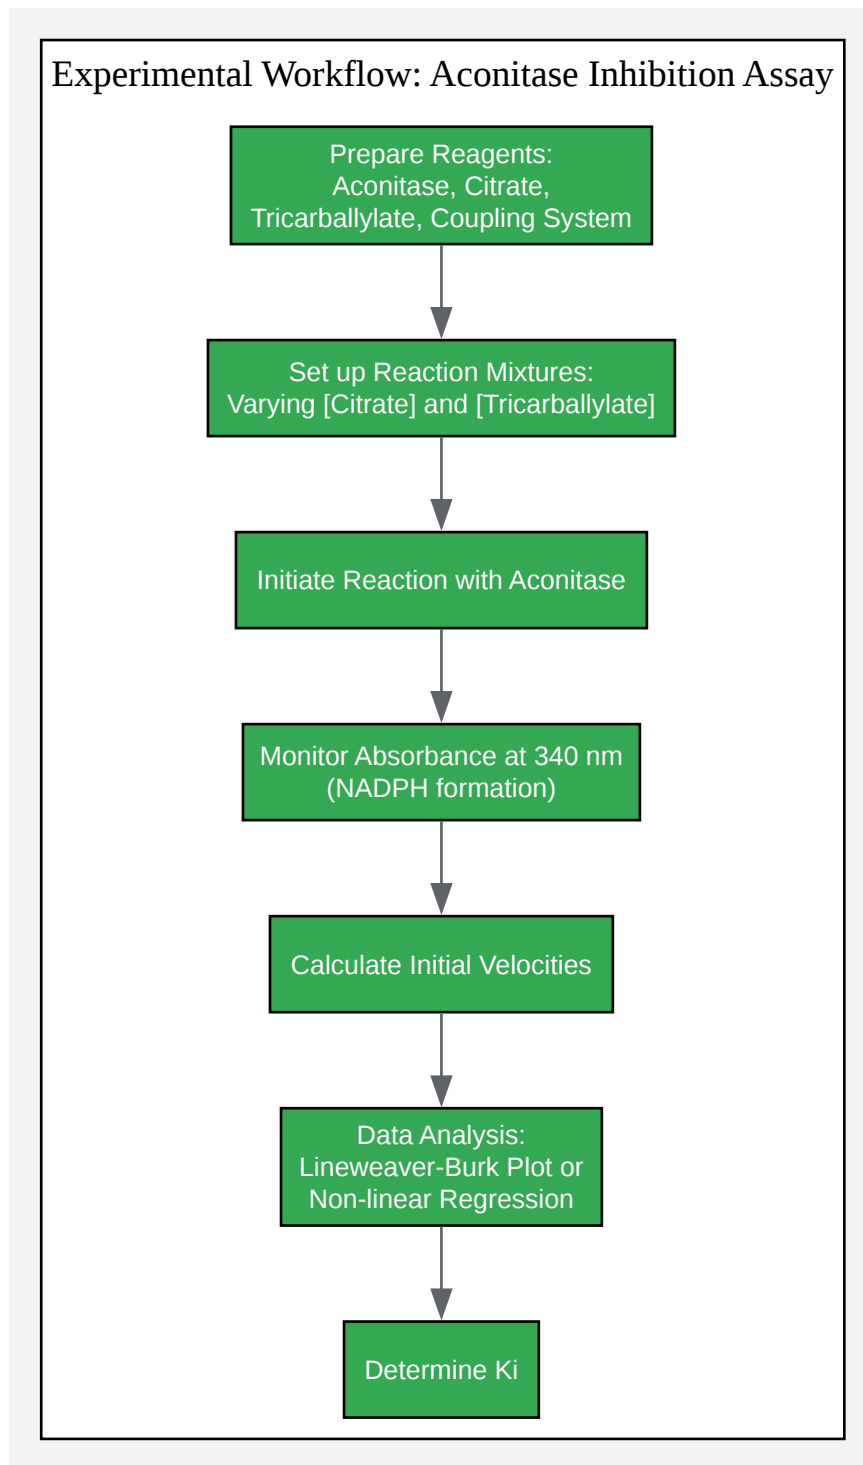 Experimental Workflow: Aconitase Inhibition Assay
Prepare Reagents:
Aconitase, Citrate,
Tricarballylate, Coupling System
Set up Reaction Mixtures:
Varying [Citrate] and [Tricarballylate]
Initiate Reaction with Aconitase
Monitor Absorbance at 340 nm
(NADPH formation)
Calculate Initial Velocities
Data Analysis:
Lineweaver-Burk Plot or
Non-linear Regression
Determine Ki